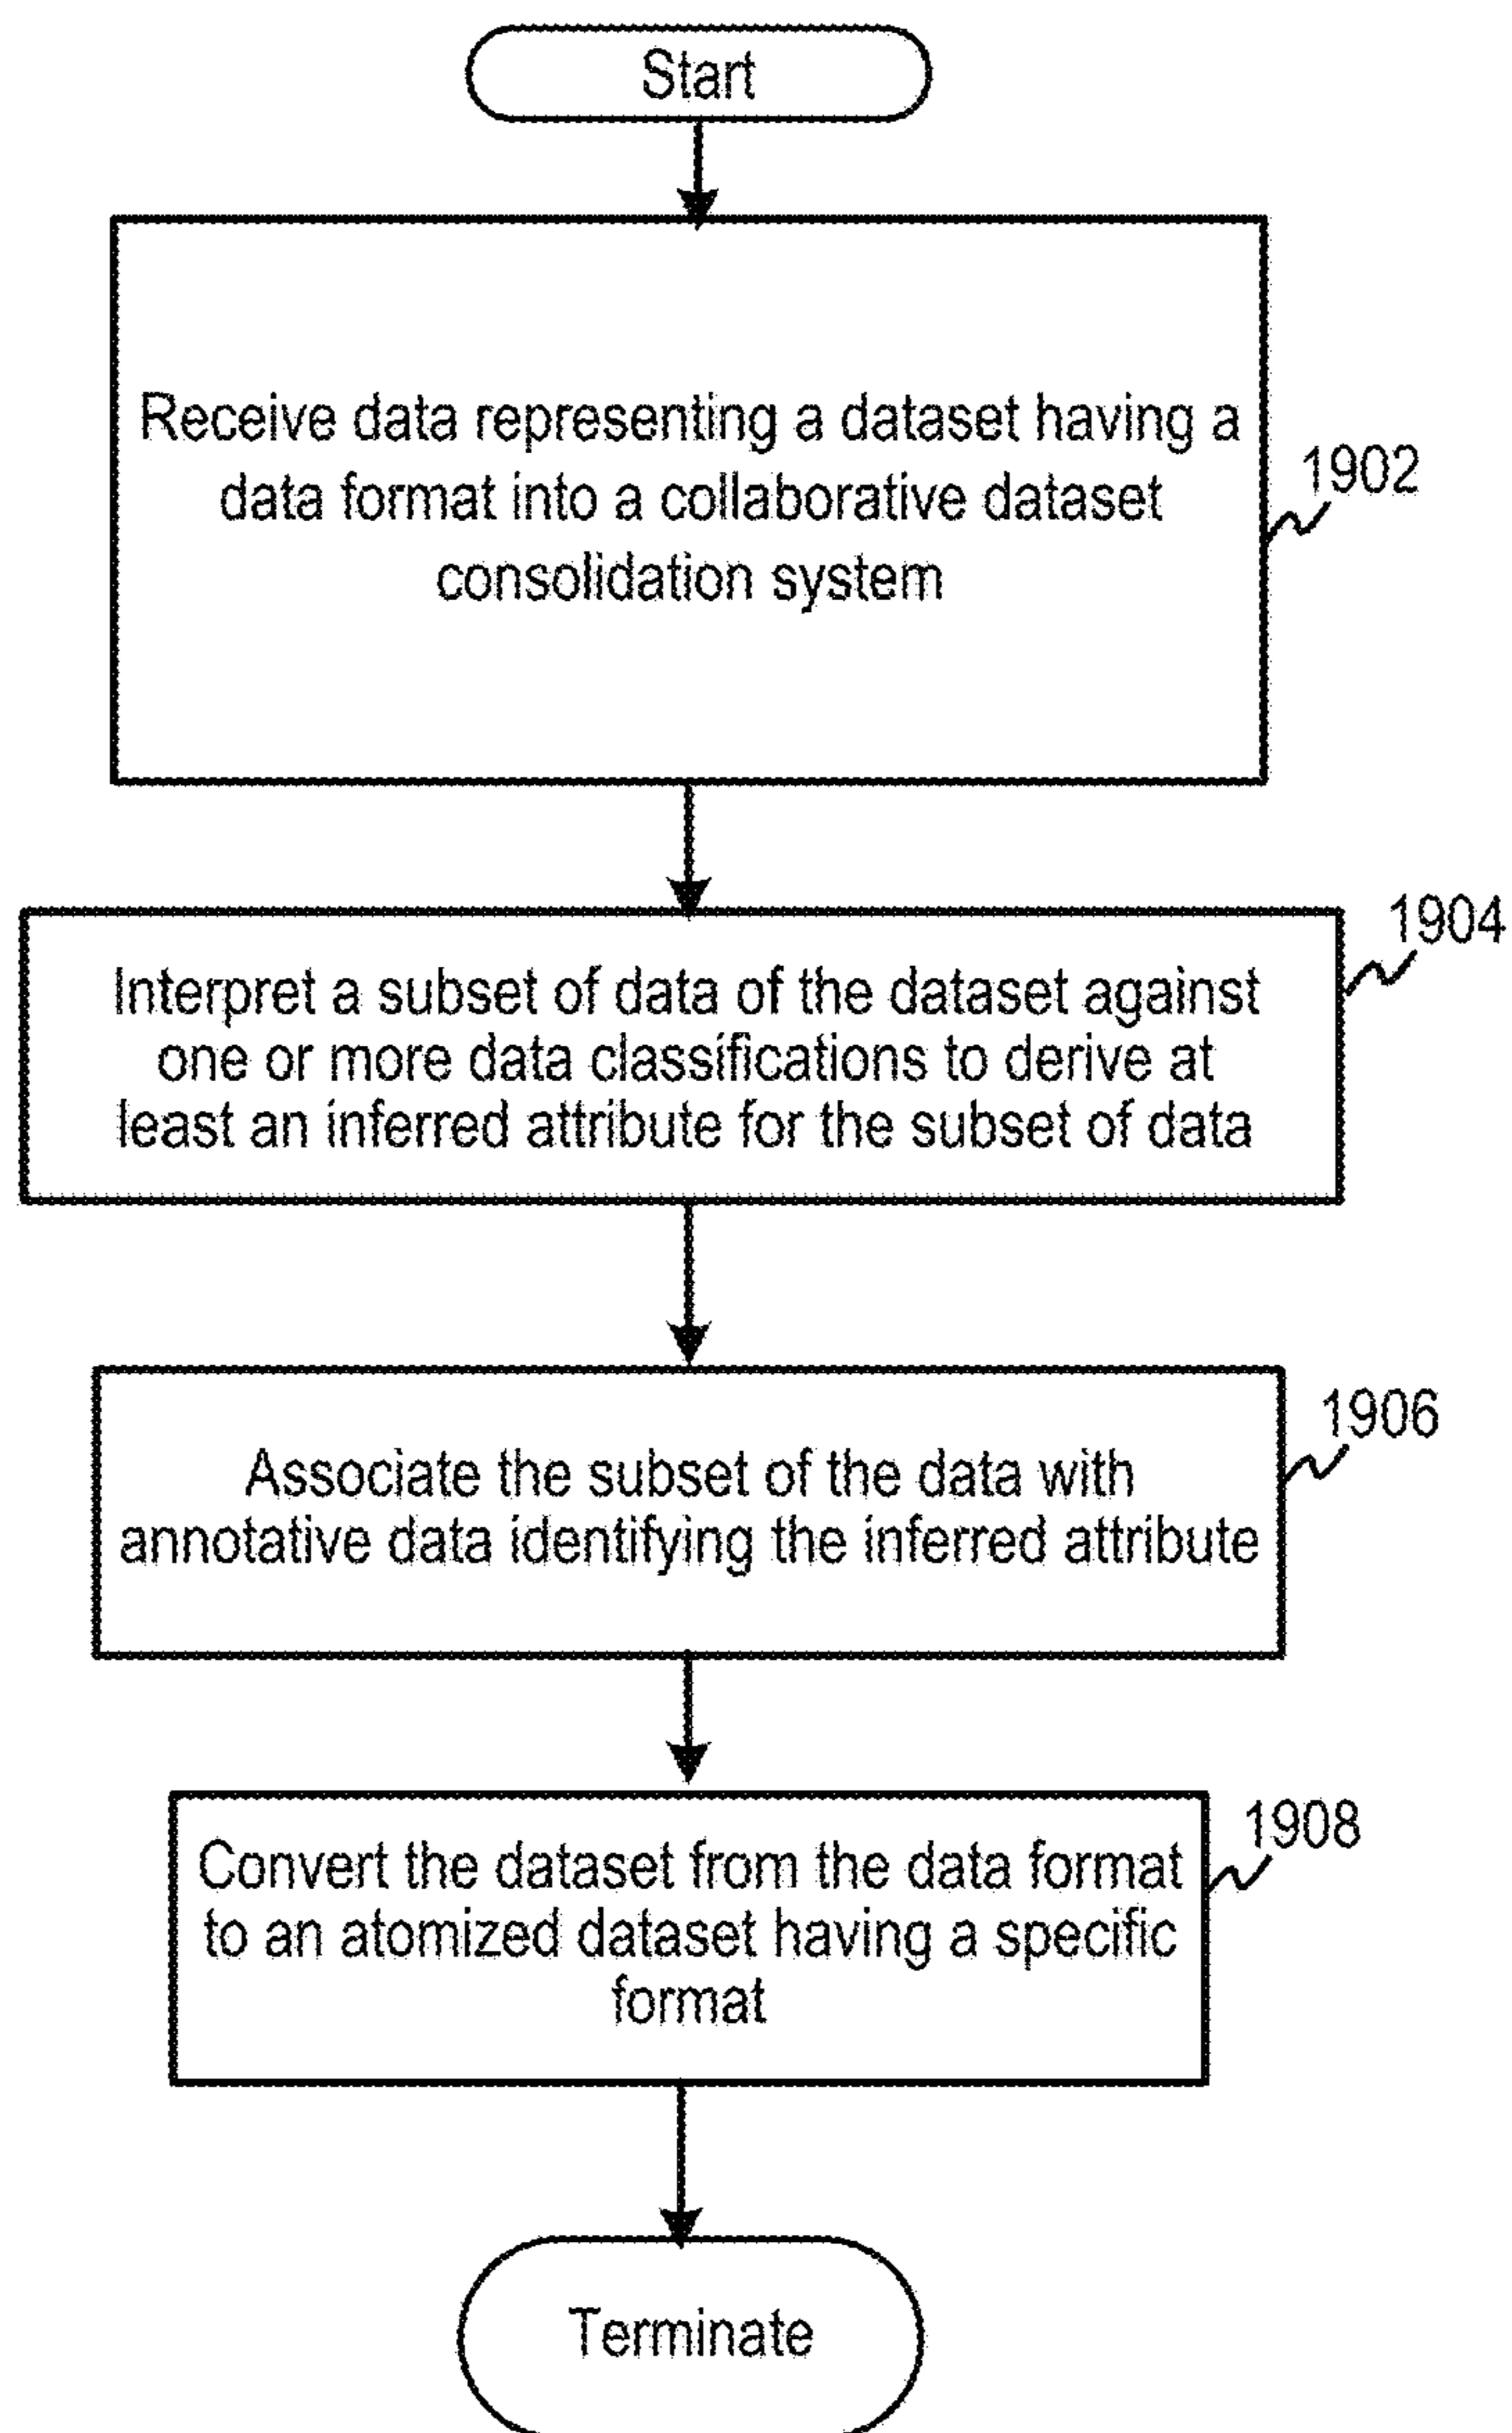 Start
Receive data representing a dataset having a
data format into a collaborative dataset
consolidation system
1902
1904
Interpret a subset of data of the dataset against
one or more data classifications to derive at
least an inferred attribute for the subset of data
1906
Associate the subset of the data with
annotative data identifying the inferred attribute
1908
Convert the dataset from the data format
to an atomized dataset having a specific
format
Terminate